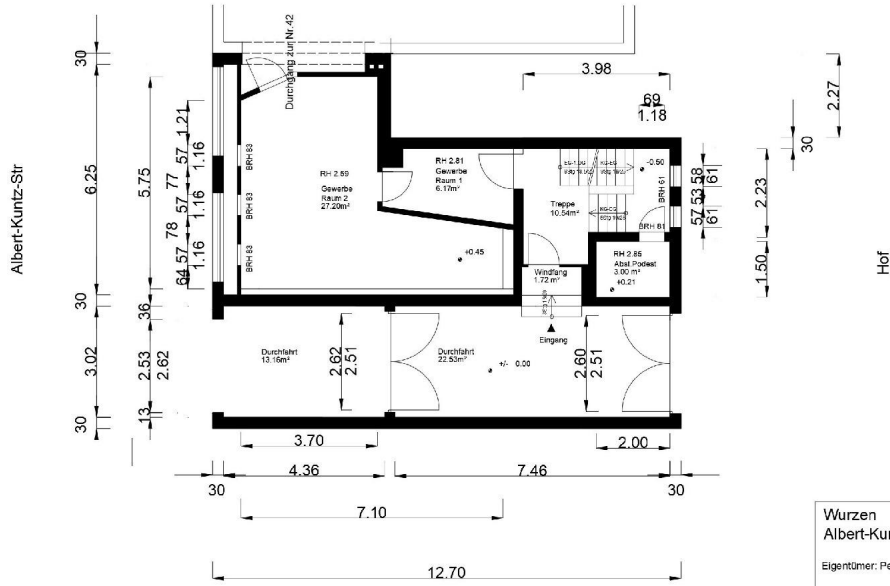 Durchgang zur Nr.42
3.98
69
1.18
2.27
30
30
6.25
30
3.02
30
5.75
36
2.53
13
2.62
1.21
57
77
57
78
57
64
1.16
1.16
1.16
BRH 83
BRH 83
BRH 83
Albert-Kuntz-Str
Hof
RH 2.59
Gewerbe
Raum 2
27.20m²
RH 2.81
Gewerbe
Raum 1
6.17m²
-0.50
Treppe
10.54m²
BRH 61
BRH 81
58
53
57
61
61
2.23
1.50
+0.45
Windfang
1.72 m²
RH 2.85
Abst.Podest
3.00 m²
+0.21
Eingang
Durchfahrt
13.16m²
2.62
2.51
Durchfahrt
22.53m²
+/- 0.00
2.60
2.51
3.70
2.00
4.36
7.46
30
30
7.10
12.70
Wurzen
Albert-Kun
Eigentümer: Pe